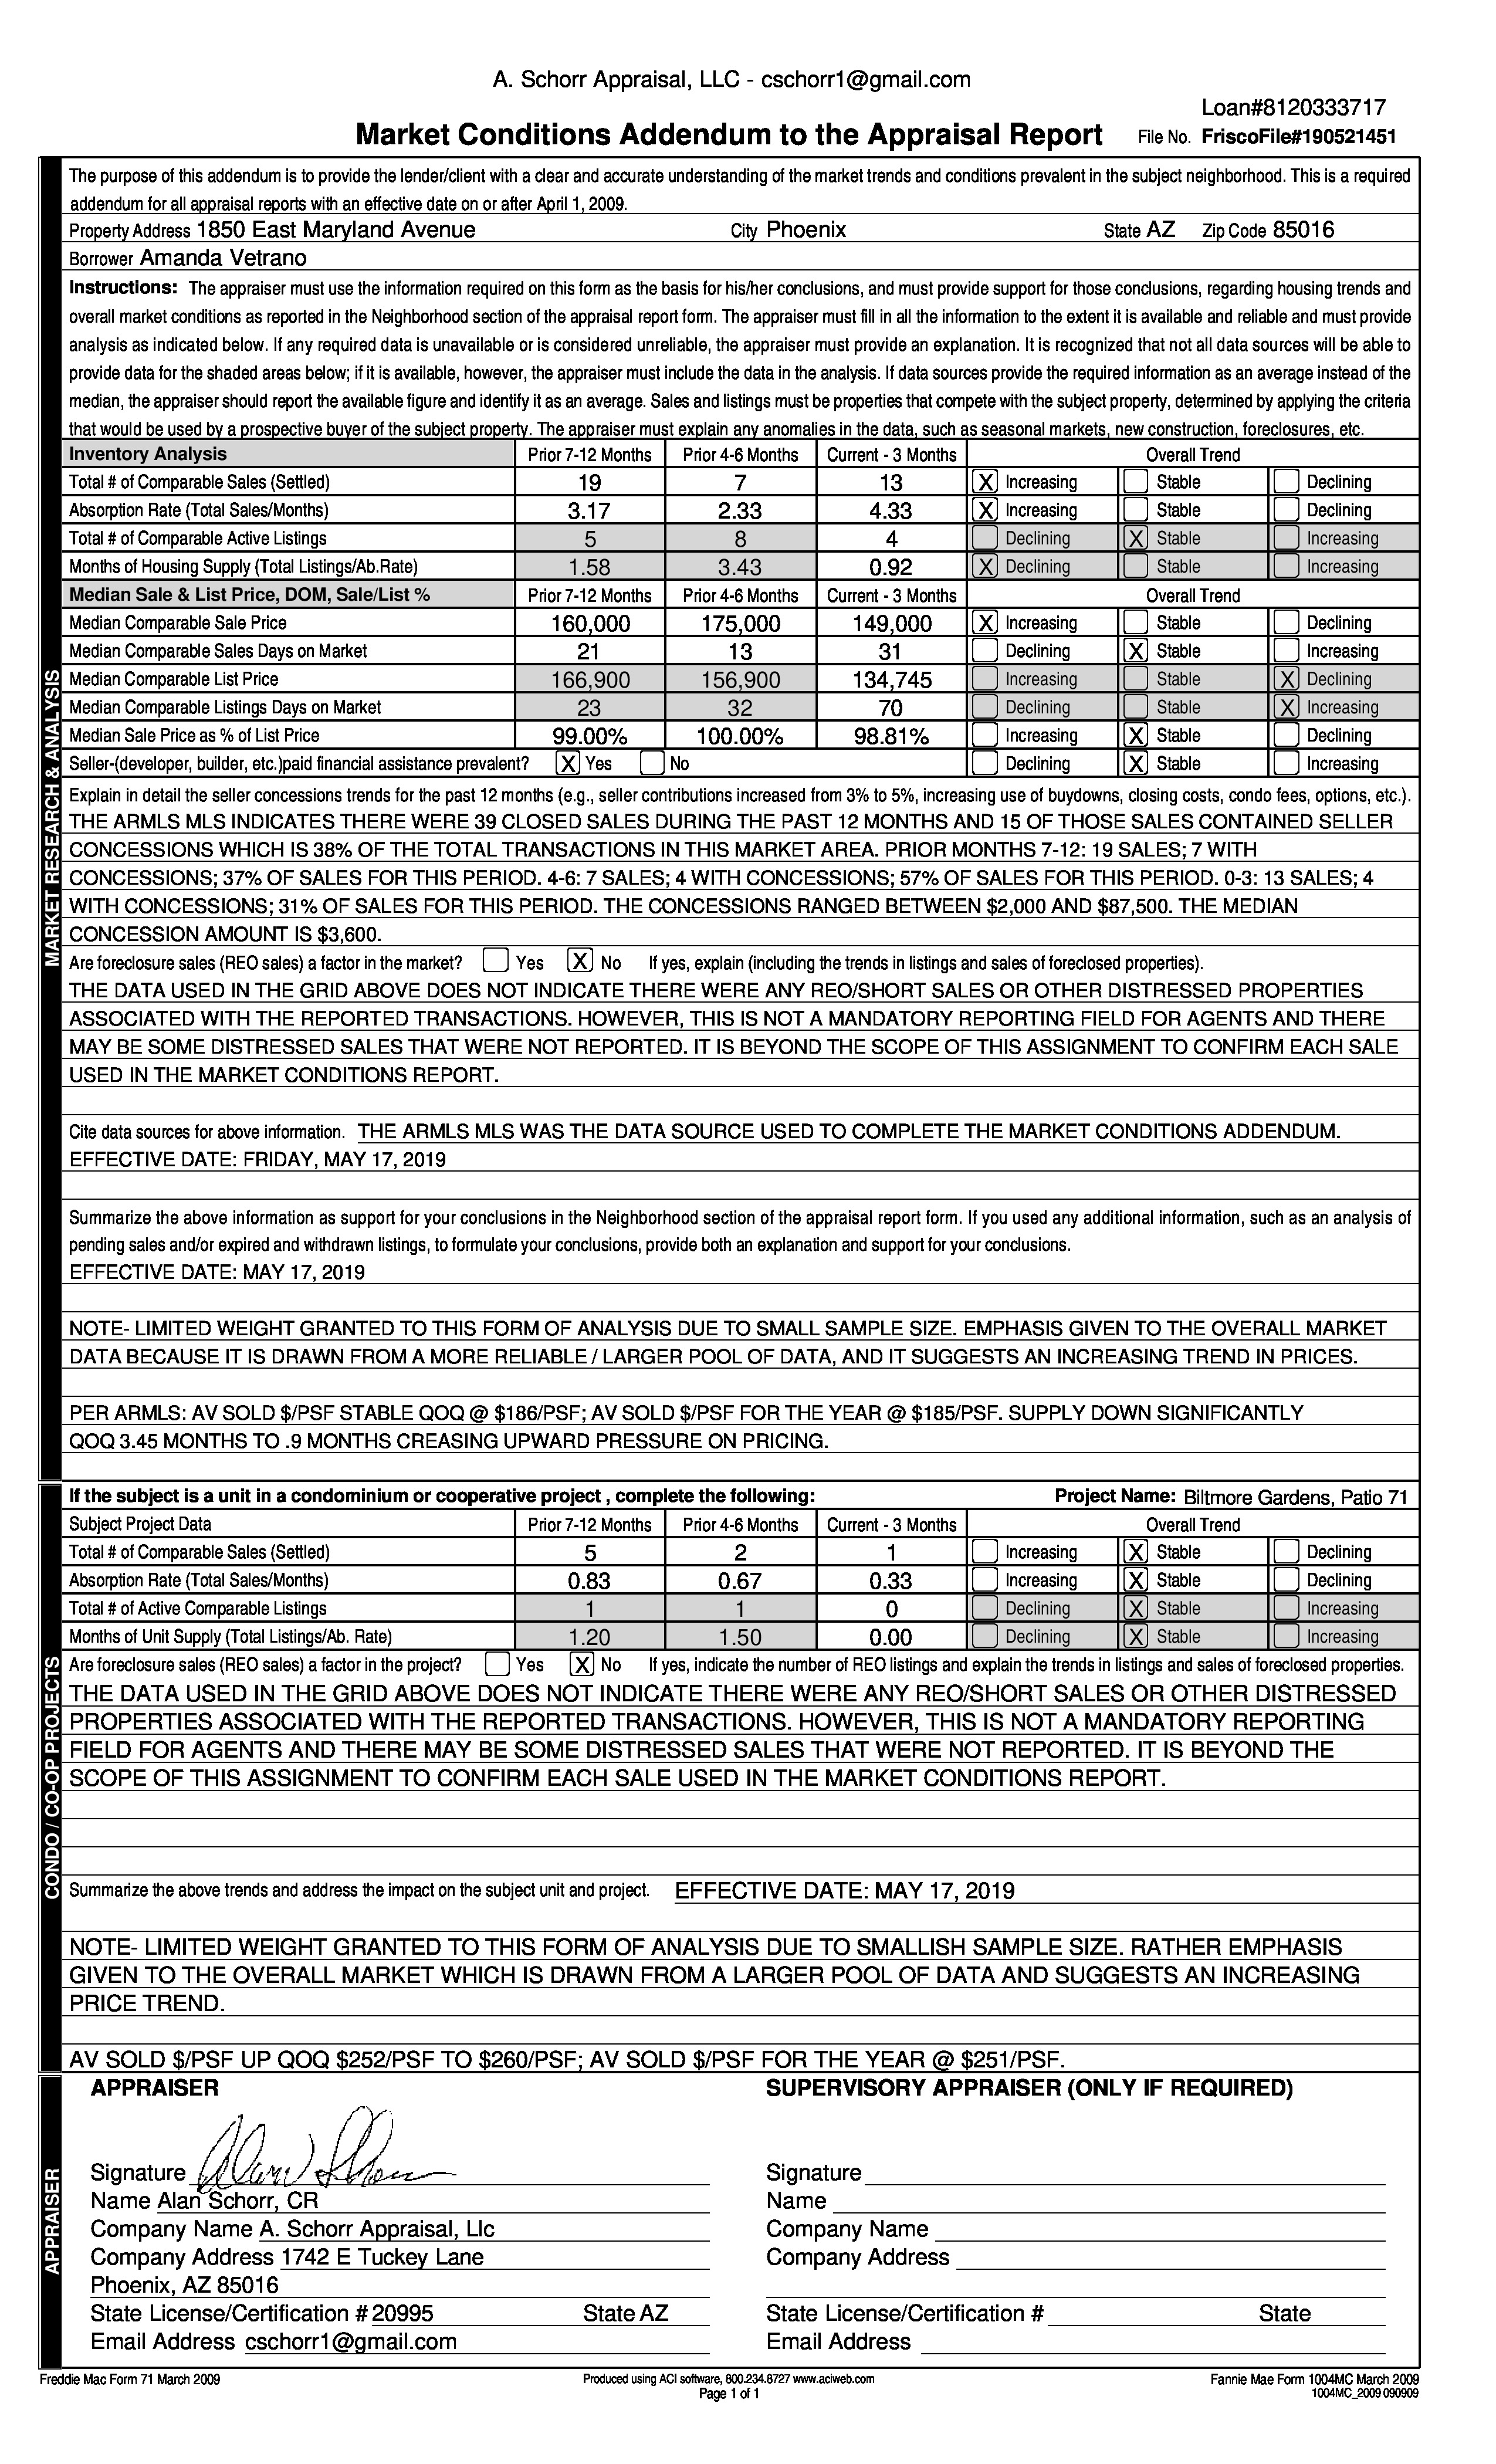 A. Schorr Appraisal, LLC - cschorr1@gmail.com
Loan#8120333717
Market Conditions Addendum to the Appraisal Report File No. FriscoFile#190521451
The purpose of this addendum is to provide the lender/client with a clear and accurate understanding of the market trends and conditions prevalent in the subject neighborhood. This is a required
addendum for all appraisal reports with an effective date on or after April 1, 2009.
Property Address 1850 East Maryland Avenue City Phoenix State AZ Zip Code 85016
Borrower Amanda Vetrano
Instructions: The appraiser must use the information required on this form as the basis for his/her conclusions, and must provide support for those conclusions, regarding housing trends and
overall market conditions as reported in the Neighborhood section of the appraisal report form. The appraiser must fill in all the information to the extent it is available and reliable and must provide
analysis as indicated below. If any required data is unavailable or is considered unreliable, the appraiser must provide an explanation. It is recognized that not all data sources will be able to
provide data for the shaded areas below; if it is available, however, the appraiser must include the data in the analysis. If data sources provide the required information as an average instead of the
median, the appraiser should report the available figure and identify it as an average. Sales and listings must be properties that compete with the subject property, determined by applying the criteria
that would be used by a prospective buyer of the subject property. The appraiser must explain any anomalies in the data, such as seasonal markets, new construction, foreclosures, etc.
Inventory Analysis Prior 7-12 Months Prior 4-6 Months Current - 3 Months Overall Trend
Total # of Comparable Sales (Settled) 19 7 13 X Increasing Stable Declining
Absorption Rate (Total Sales/Months) 3.17 2.33 4.33 X Increasing Stable Declining
Total # of Comparable Active Listings 5 8 4 Declining X Stable Increasing
Months of Housing Supply (Total Listings/Ab.Rate) 1.58 3.43 0.92 X Declining Stable Increasing
Median Sale & List Price, DOM, Sale/List % Prior 7-12 Months Prior 4-6 Months Current - 3 Months Overall Trend
Median Comparable Sale Price 160,000 175,000 149,000 X Increasing Stable Declining
Median Comparable Sales Days on Market 21 13 31 Declining X Stable Increasing
Median Comparable List Price 166,900 156,900 134,745 Increasing Stable X Declining
Median Comparable Listings Days on Market 23 32 70 Declining Stable X Increasing
Median Sale Price as % of List Price 99.00% 100.00% 98.81% Increasing X Stable Declining
Seller-(developer, builder, etc.)paid financial assistance prevalent? X Yes No Declining X Stable Increasing
Explain in detail the seller concessions trends for the past 12 months (e.g., seller contributions increased from 3% to 5%, increasing use of buydowns, closing costs, condo fees, options, etc.).
THE ARMLS MLS INDICATES THERE WERE 39 CLOSED SALES DURING THE PAST 12 MONTHS AND 15 OF THOSE SALES CONTAINED SELLER
CONCESSIONS WHICH IS 38% OF THE TOTAL TRANSACTIONS IN THIS MARKET AREA. PRIOR MONTHS 7-12: 19 SALES; 7 WITH
CONCESSIONS; 37% OF SALES FOR THIS PERIOD. 4-6: 7 SALES; 4 WITH CONCESSIONS; 57% OF SALES FOR THIS PERIOD. 0-3: 13 SALES; 4
WITH CONCESSIONS; 31% OF SALES FOR THIS PERIOD. THE CONCESSIONS RANGED BETWEEN $2,000 AND $87,500. THE MEDIAN
CONCESSION AMOUNT IS $3,600.
Are foreclosure sales (REO sales) a factor in the market? Yes X No If yes, explain (including the trends in listings and sales of foreclosed properties).
THE DATA USED IN THE GRID ABOVE DOES NOT INDICATE THERE WERE ANY REO/SHORT SALES OR OTHER DISTRESSED PROPERTIES
ASSOCIATED WITH THE REPORTED TRANSACTIONS. HOWEVER, THIS IS NOT A MANDATORY REPORTING FIELD FOR AGENTS AND THERE
MAY BE SOME DISTRESSED SALES THAT WERE NOT REPORTED. IT IS BEYOND THE SCOPE OF THIS ASSIGNMENT TO CONFIRM EACH SALE
USED IN THE MARKET CONDITIONS REPORT.
Cite data sources for above information. THE ARMLS MLS WAS THE DATA SOURCE USED TO COMPLETE THE MARKET CONDITIONS ADDENDUM.
EFFECTIVE DATE: FRIDAY, MAY 17, 2019
Summarize the above information as support for your conclusions in the Neighborhood section of the appraisal report form. If you used any additional information, such as an analysis of
pending sales and/or expired and withdrawn listings, to formulate your conclusions, provide both an explanation and support for your conclusions.
EFFECTIVE DATE: MAY 17, 2019
NOTE- LIMITED WEIGHT GRANTED TO THIS FORM OF ANALYSIS DUE TO SMALL SAMPLE SIZE. EMPHASIS GIVEN TO THE OVERALL MARKET
DATA BECAUSE IT IS DRAWN FROM A MORE RELIABLE / LARGER POOL OF DATA, AND IT SUGGESTS AN INCREASING TREND IN PRICES.
PER ARMLS: AV SOLD $/PSF STABLE QOQ @ $186/PSF; AV SOLD $/PSF FOR THE YEAR @ $185/PSF. SUPPLY DOWN SIGNIFICANTLY
QOQ 3.45 MONTHS TO .9 MONTHS CREASING UPWARD PRESSURE ON PRICING.
MARKET RESEARCH & ANALYSIS
If the subject is a unit in a condominium or cooperative project , complete the following: Project Name: Biltmore Gardens, Patio 71
Subject Project Data Prior 7-12 Months Prior 4-6 Months Current - 3 Months Overall Trend
Total # of Comparable Sales (Settled) 5 2 1 Increasing X Stable Declining
Absorption Rate (Total Sales/Months) 0.83 0.67 0.33 Increasing X Stable Declining
Total # of Active Comparable Listings 1 1 0 Declining X Stable Increasing
Months of Unit Supply (Total Listings/Ab. Rate) 1.20 1.50 0.00 Declining X Stable Increasing
Are foreclosure sales (REO sales) a factor in the project? Yes X No If yes, indicate the number of REO listings and explain the trends in listings and sales of foreclosed properties.
THE DATA USED IN THE GRID ABOVE DOES NOT INDICATE THERE WERE ANY REO/SHORT SALES OR OTHER DISTRESSED
PROPERTIES ASSOCIATED WITH THE REPORTED TRANSACTIONS. HOWEVER, THIS IS NOT A MANDATORY REPORTING
FIELD FOR AGENTS AND THERE MAY BE SOME DISTRESSED SALES THAT WERE NOT REPORTED. IT IS BEYOND THE
SCOPE OF THIS ASSIGNMENT TO CONFIRM EACH SALE USED IN THE MARKET CONDITIONS REPORT.
Summarize the above trends and address the impact on the subject unit and project. EFFECTIVE DATE: MAY 17, 2019
NOTE- LIMITED WEIGHT GRANTED TO THIS FORM OF ANALYSIS DUE TO SMALLISH SAMPLE SIZE. RATHER EMPHASIS
GIVEN TO THE OVERALL MARKET WHICH IS DRAWN FROM A LARGER POOL OF DATA AND SUGGESTS AN INCREASING
PRICE TREND.
AV SOLD $/PSF UP QOQ $252/PSF TO $260/PSF; AV SOLD $/PSF FOR THE YEAR @ $251/PSF.
CONDO / CO-OP PROJECTS
APPRAISER SUPERVISORY APPRAISER (ONLY IF REQUIRED)
Signature Alan Schorr Signature
Name Alan Schorr, CR Name
Company Name A. Schorr Appraisal, Llc Company Name
Company Address 1742 E Tuckey Lane Company Address
Phoenix, AZ 85016
State License/Certification # 20995 State AZ State License/Certification # State
Email Address cschorr1@gmail.com Email Address
APPRAISER
Freddie Mac Form 71 March 2009 Produced using ACI software, 800.234.8727 www.aciweb.com Fannie Mae Form 1004MC March 2009
Page 1 of 1 1004MC_2009 090909